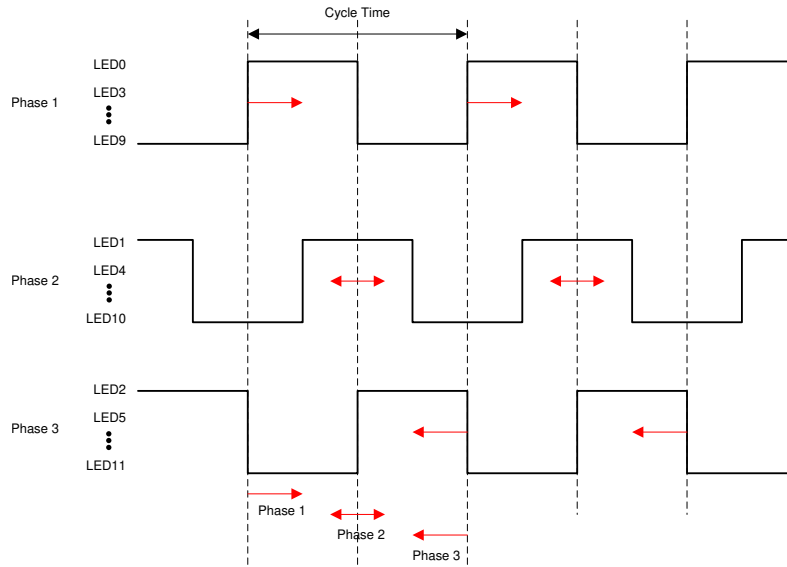 Cycle Time
LED0
LED3
Phase 1
LED9
LED1
LED4
Phase 2
LED10
LED2
LED5
Phase 3
LED11
Phase 1
Phase 2
Phase 3